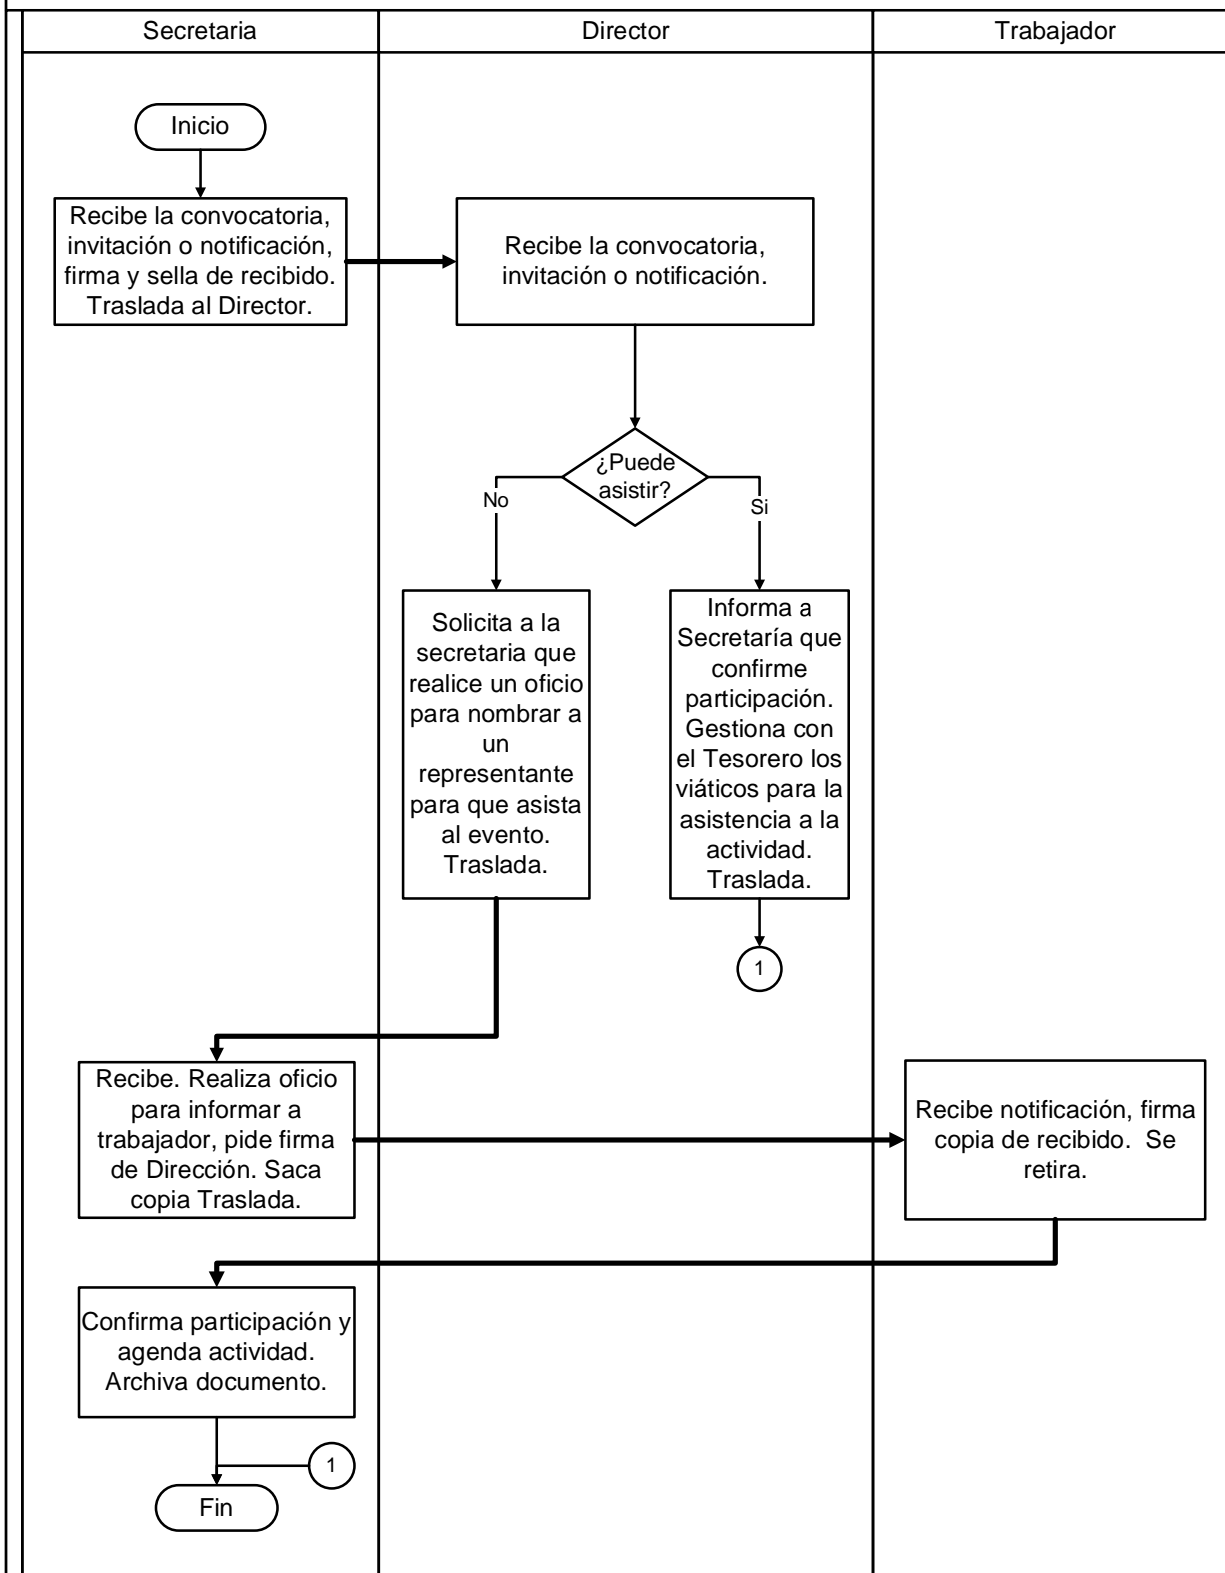 Secretaria
Director
Trabajador
Inicio
Recibe la convocatoria,
invitación o notificación,
firma y sella de recibido.
Traslada al Director.
Recibe la convocatoria,
invitación o notificación.
¿Puede
asistir?
No
Si
Solicita a la
secretaria que
realice un oficio
para nombrar a
un
representante
para que asista
al evento.
Traslada.
Informa a
Secretaría que
confirme
participación.
Gestiona con
el Tesorero los
viáticos para la
asistencia a la
actividad.
Traslada.
1
Recibe. Realiza oficio
para informar a
trabajador, pide firma
de Dirección. Saca
copia Traslada.
Recibe notificación, firma
copia de recibido.  Se
retira.
Confirma participación y
agenda actividad.
Archiva documento.
1
Fin